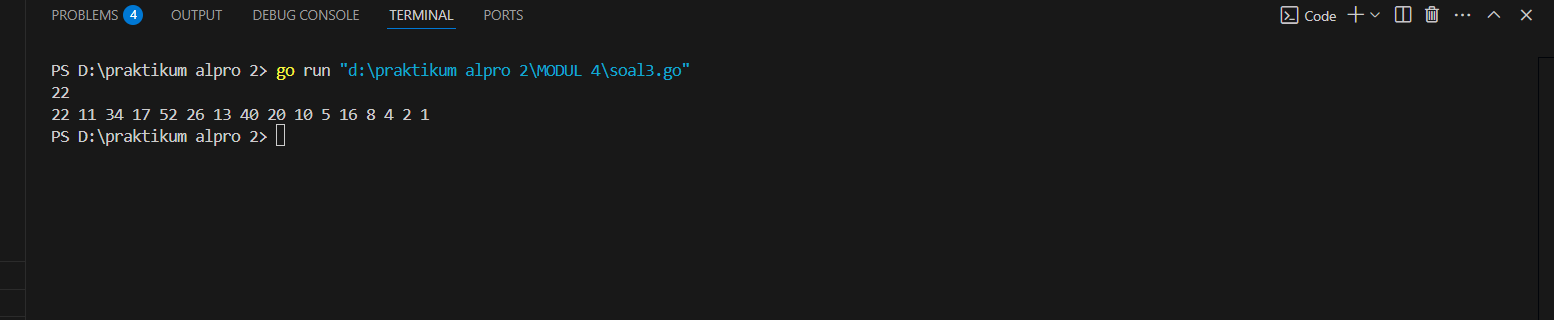 PROBLEMS 4 OUTPUT DEBUG CONSOLE TERMINAL PORTS Code
PS D:\praktikum alpro 2> go run "d:\praktikum alpro 2\MODUL 4\soal3.go"
22
22 11 34 17 52 26 13 40 20 10 5 16 8 4 2 1
PS D:\praktikum alpro 2>